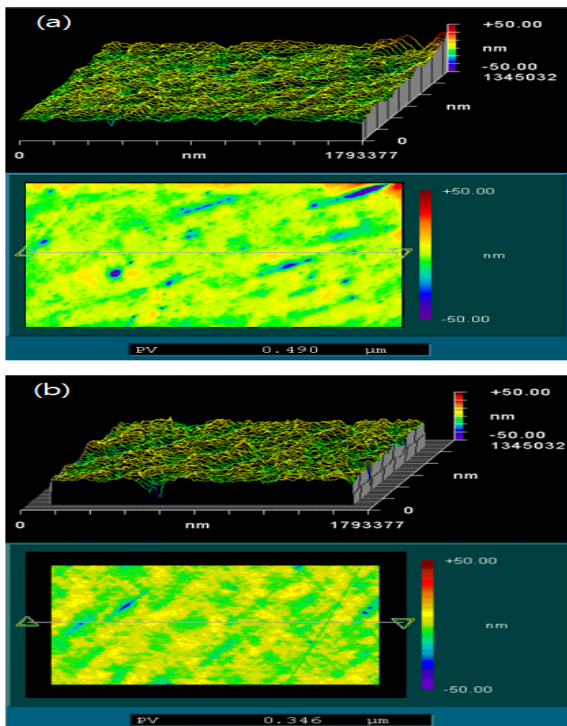 (a)
+50.00
nm
-50.00
1345032
0
0 nm 1793377
+50.00
nm
-50.00
PV 0.490 μm
(b)
+50.00
nm
-50.00
1345032
nm
0
0 nm 1793377
+50.00
nm
-50.00
PV 0.346 μm